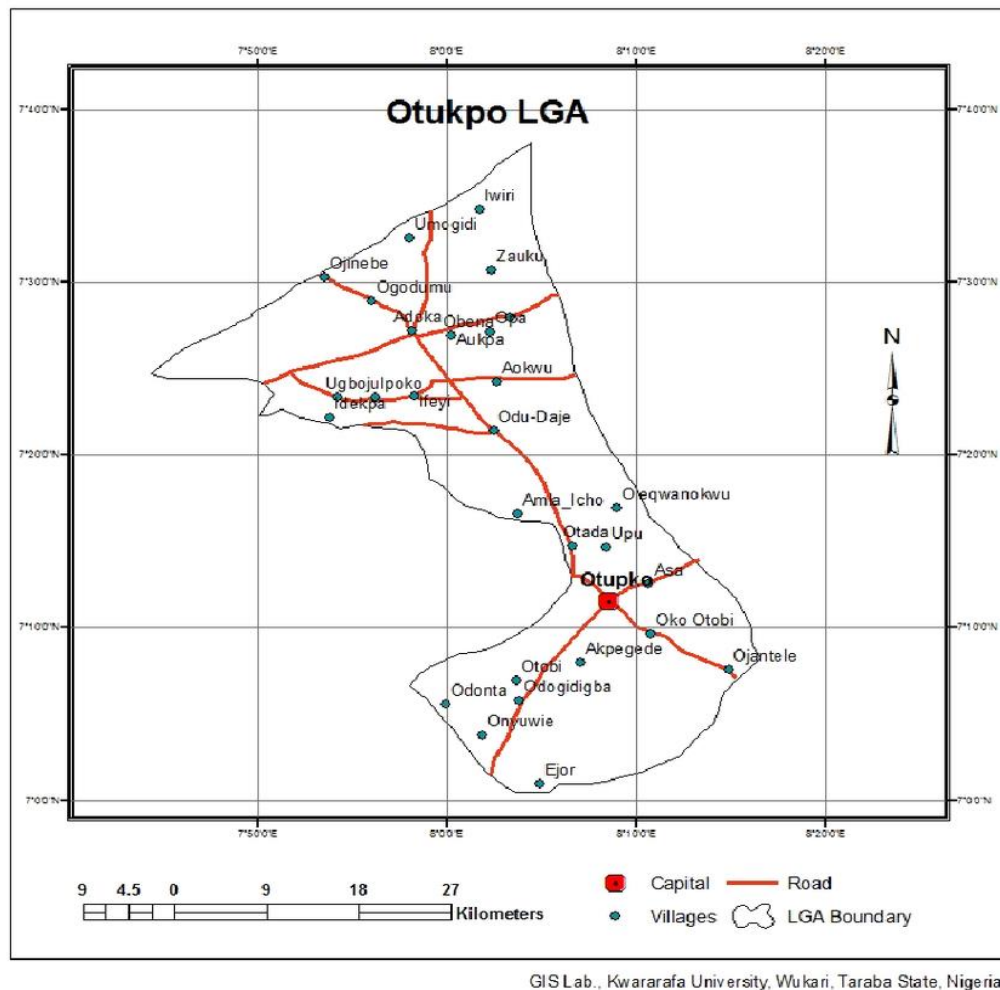 7°50'0"E 8°00'E 8°10'0"E 8°20'0"E
7°40'0"N 7°40'0"N
Otukpo LGA
Iwiri
Umogidi
Zauku
Ojinebe
7°30'0"N 7°30'0"N
Ogodumu
Adoka Obena Opa
Aukpa
Aokwu
Ugbojulpoko
Idekpa Ifeyi
Odu-Daje
N
7°20'0"N 7°20'0"N
Amla_Icho Oleqwanokwu
Otada Upu
Otupko Asa
Oko Otobi
7°10'0"N 7°10'0"N
Akpegede Ojantele
Otobi
Odonta Odogidigba
Onyuwie
Ejor
7°0'0"N 7°0'0"N
7°50'0"E 8°00'E 8°10'0"E 8°20'0"E
9 4.5 0 9 18 27
Kilometers
Capital Road
Villages LGA Boundary
GIS Lab., Kwararafa University, Wukari, Taraba State, Nigeria